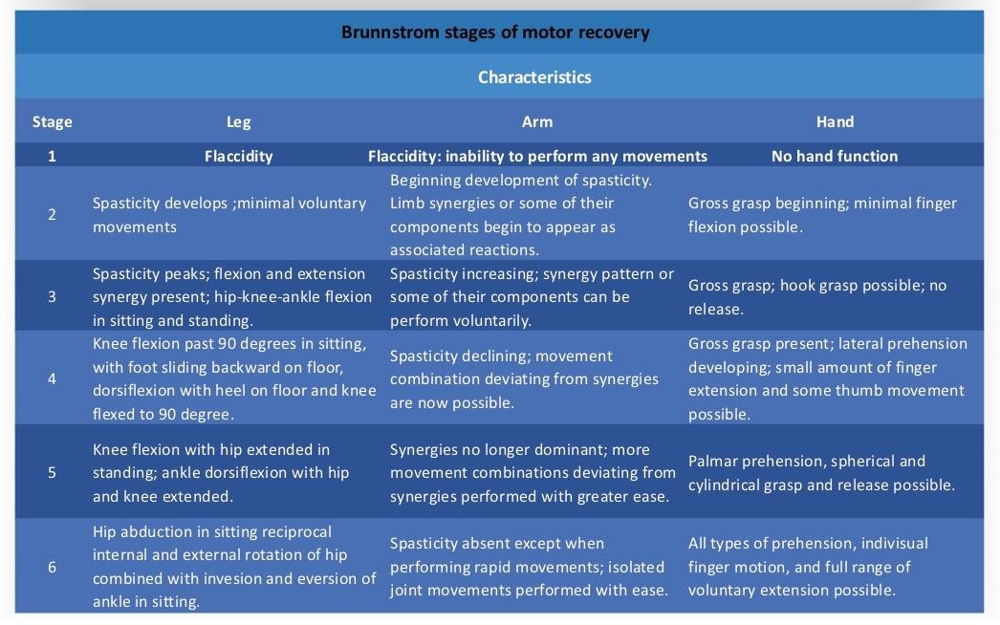 Brunnstrom stages of motor recovery
Characteristics
Stage Leg Arm Hand
1 Flaccidity Flaccidity: inability to perform any movements No hand function
2
Spasticity develops ;minimal voluntary
movements
Beginning development of spasticity.
Limb synergies or some of their
components begin to appear as
associated reactions.
Gross grasp beginning; minimal finger
flexion possible.
3
Spasticity peaks; flexion and extension
synergy present; hip-knee-ankle flexion
in sitting and standing.
Spasticity increasing; synergy pattern or
some of their components can be
perform voluntarily.
Gross grasp; hook grasp possible; no
release.
4
Knee flexion past 90 degrees in sitting,
with foot sliding backward on floor,
dorsiflexion with heel on floor and knee
flexed to 90 degree.
Spasticity declining; movement
combination deviating from synergies
are now possible.
Gross grasp present; lateral prehension
developing; small amount of finger
extension and some thumb movement
possible.
5
Knee flexion with hip extended in
standing; ankle dorsiflexion with hip
and knee extended.
Synergies no longer dominant; more
movement combinations deviating from
synergies performed with greater ease.
Palmar prehension, spherical and
cylindrical grasp and release possible.
6
Hip abduction in sitting reciprocal
internal and external rotation of hip
combined with invesion and eversion of
ankle in sitting.
Spasticity absent except when
performing rapid movements; isolated
joint movements performed with ease.
All types of prehension, indivisual
finger motion, and full range of
voluntary extension possible.